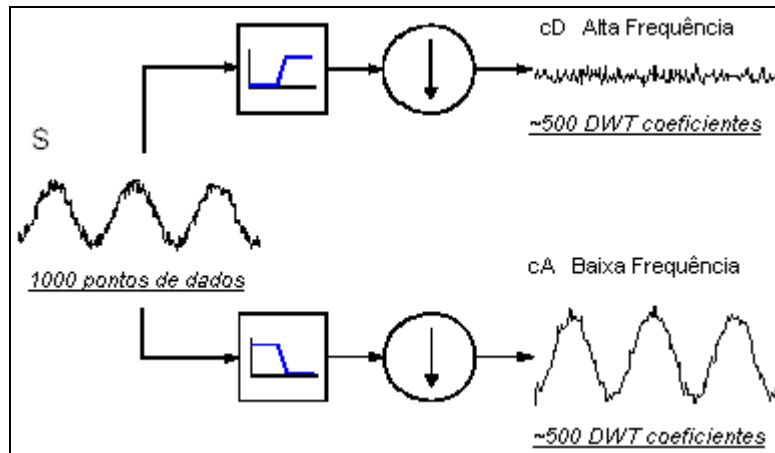 cD Alta Frequência
~500 DWT coeficientes
S
1000 pontos de dados
cA Baixa Frequência
~500 DWT coeficientes